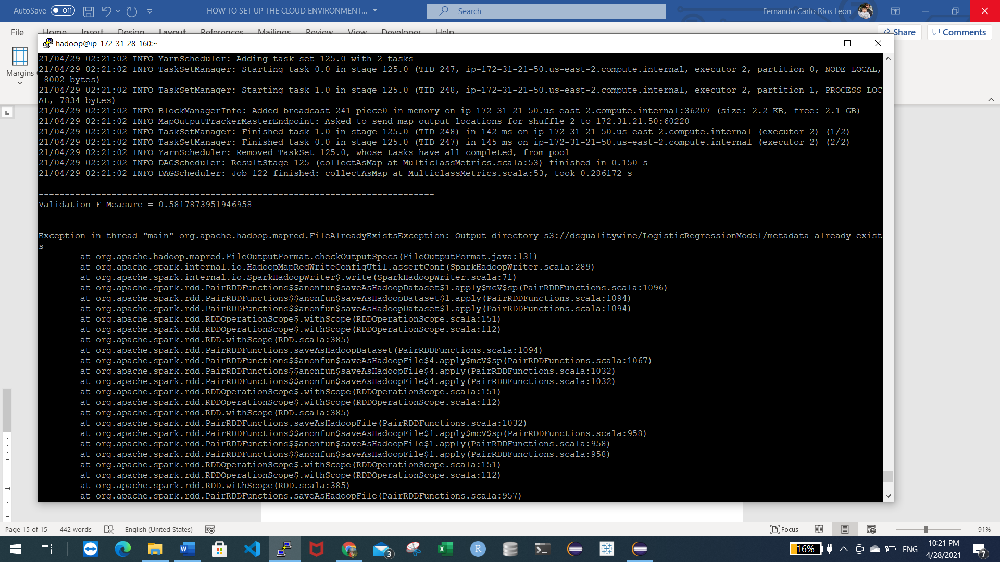 AutoSave Off HOW TO SET UP THE CLOUD ENVIRONMENT... Search Fernando Carlo Rios Leon
File Home Insert Design Layout References Mailings Review View Developer Help Share Comments
Margins
hadoop@ip-172-31-28-160:~
21/04/29 02:21:02 INFO YarnScheduler: Adding task set 125.0 with 2 tasks
21/04/29 02:21:02 INFO TaskSetManager: Starting task 0.0 in stage 125.0 (TID 247, ip-172-31-21-50.us-east-2.compute.internal, executor 2, partition 0, NODE_LOCAL,
8002 bytes)
21/04/29 02:21:02 INFO TaskSetManager: Starting task 1.0 in stage 125.0 (TID 248, ip-172-31-21-50.us-east-2.compute.internal, executor 2, partition 1, PROCESS_LOC
AL, 7834 bytes)
21/04/29 02:21:02 INFO BlockManagerInfo: Added broadcast_241_piece0 in memory on ip-172-31-21-50.us-east-2.compute.internal:36207 (size: 2.2 KB, free: 2.1 GB)
21/04/29 02:21:02 INFO MapOutputTrackerMasterEndpoint: Asked to send map output locations for shuffle 2 to 172.31.21.50:60220
21/04/29 02:21:02 INFO TaskSetManager: Finished task 1.0 in stage 125.0 (TID 248) in 142 ms on ip-172-31-21-50.us-east-2.compute.internal (executor 2) (1/2)
21/04/29 02:21:02 INFO TaskSetManager: Finished task 0.0 in stage 125.0 (TID 247) in 145 ms on ip-172-31-21-50.us-east-2.compute.internal (executor 2) (2/2)
21/04/29 02:21:02 INFO YarnScheduler: Removed TaskSet 125.0, whose tasks have all completed, from pool
21/04/29 02:21:02 INFO DAGScheduler: ResultStage 125 (collectAsMap at MulticlassMetrics.scala:53) finished in 0.150 s
21/04/29 02:21:02 INFO DAGScheduler: Job 122 finished: collectAsMap at MulticlassMetrics.scala:53, took 0.286172 s
----------------------------------------------------------------------------
Validation F Measure = 0.5817873951946958
----------------------------------------------------------------------------
Exception in thread "main" org.apache.hadoop.mapred.FileAlreadyExistsException: Output directory s3://dsqualitywine/LogisticRegressionModel/metadata already exist
s
at org.apache.hadoop.mapred.FileOutputFormat.checkOutputSpecs(FileOutputFormat.java:131)
at org.apache.spark.internal.io.HadoopMapRedWriteConfigUtil.assertConf(SparkHadoopWriter.scala:289)
at org.apache.spark.internal.io.SparkHadoopWriter$.write(SparkHadoopWriter.scala:71)
at org.apache.spark.rdd.PairRDDFunctions$$anonfun$saveAsHadoopDataset$1.apply$mcV$sp(PairRDDFunctions.scala:1096)
at org.apache.spark.rdd.PairRDDFunctions$$anonfun$saveAsHadoopDataset$1.apply(PairRDDFunctions.scala:1094)
at org.apache.spark.rdd.PairRDDFunctions$$anonfun$saveAsHadoopDataset$1.apply(PairRDDFunctions.scala:1094)
at org.apache.spark.rdd.RDDOperationScope$.withScope(RDDOperationScope.scala:151)
at org.apache.spark.rdd.RDDOperationScope$.withScope(RDDOperationScope.scala:112)
at org.apache.spark.rdd.RDD.withScope(RDD.scala:385)
at org.apache.spark.rdd.PairRDDFunctions.saveAsHadoopDataset(PairRDDFunctions.scala:1094)
at org.apache.spark.rdd.PairRDDFunctions$$anonfun$saveAsHadoopFile$4.apply$mcV$sp(PairRDDFunctions.scala:1067)
at org.apache.spark.rdd.PairRDDFunctions$$anonfun$saveAsHadoopFile$4.apply(PairRDDFunctions.scala:1032)
at org.apache.spark.rdd.PairRDDFunctions$$anonfun$saveAsHadoopFile$4.apply(PairRDDFunctions.scala:1032)
at org.apache.spark.rdd.RDDOperationScope$.withScope(RDDOperationScope.scala:151)
at org.apache.spark.rdd.RDDOperationScope$.withScope(RDDOperationScope.scala:112)
at org.apache.spark.rdd.RDD.withScope(RDD.scala:385)
at org.apache.spark.rdd.PairRDDFunctions.saveAsHadoopFile(PairRDDFunctions.scala:1032)
at org.apache.spark.rdd.PairRDDFunctions$$anonfun$saveAsHadoopFile$1.apply$mcV$sp(PairRDDFunctions.scala:958)
at org.apache.spark.rdd.PairRDDFunctions$$anonfun$saveAsHadoopFile$1.apply(PairRDDFunctions.scala:958)
at org.apache.spark.rdd.PairRDDFunctions$$anonfun$saveAsHadoopFile$1.apply(PairRDDFunctions.scala:958)
at org.apache.spark.rdd.RDDOperationScope$.withScope(RDDOperationScope.scala:151)
at org.apache.spark.rdd.RDDOperationScope$.withScope(RDDOperationScope.scala:112)
at org.apache.spark.rdd.RDD.withScope(RDD.scala:385)
at org.apache.spark.rdd.PairRDDFunctions.saveAsHadoopFile(PairRDDFunctions.scala:957)
1
Page 15 of 15 442 words English (United States) Focus 91%
W 3 R 16% ENG 10:21 PM
4/28/2021 7